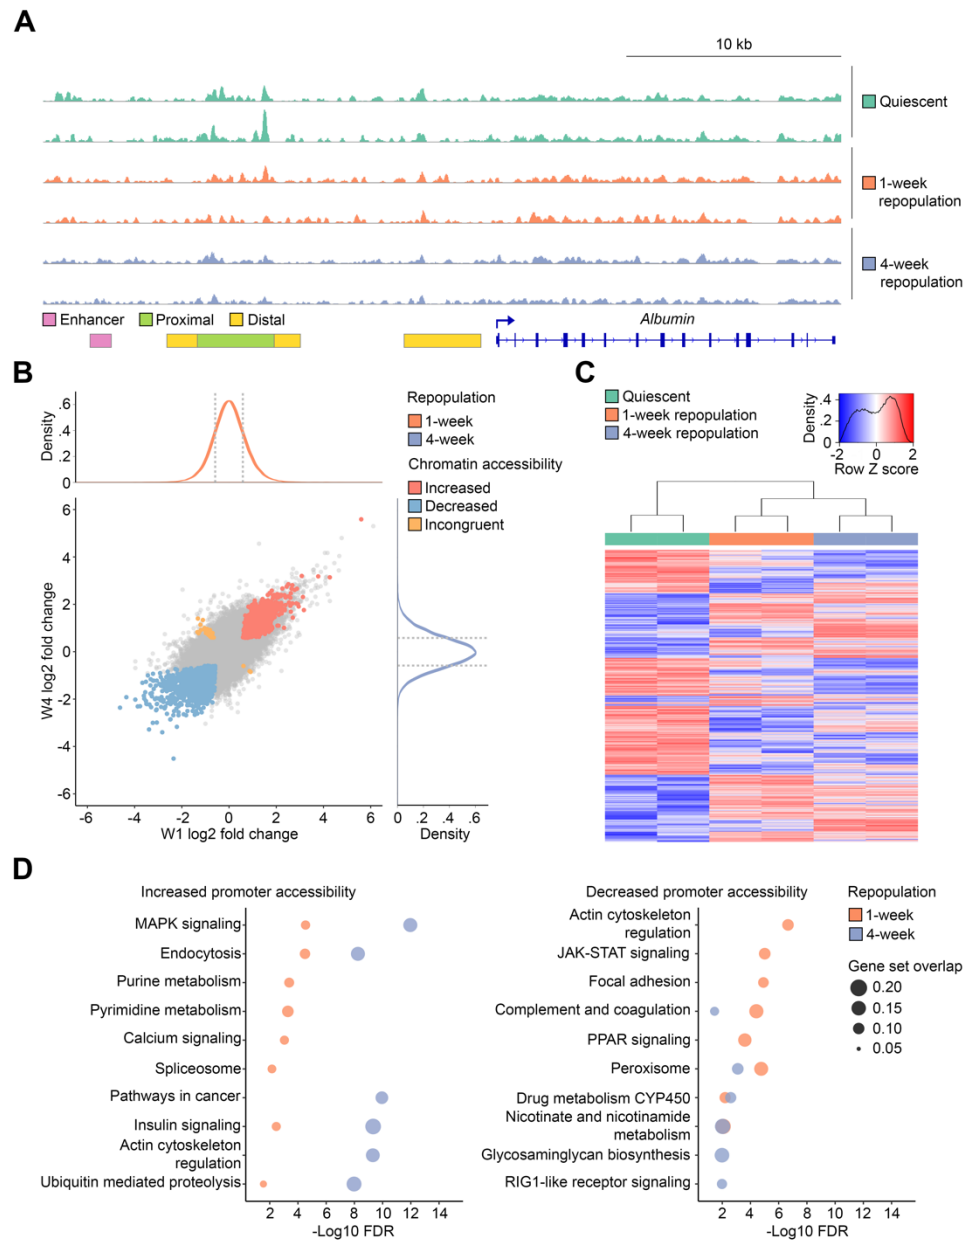 A
10 kb
Quiescent
1-week
repopulation
4-week
repopulation
Enhancer
Proximal
Distal
Albumin
B
Density
.6
.4
.2
0
Repopulation
1-week
4-week
Chromatin accessibility
Increased
Decreased
Incongruent
W4 log2 fold change
6
4
2
0
-2
-4
-6
-6
-4
-2
0
2
4
6
W1 log2 fold change
0
.2
.4
.6
Density
C
Quiescent
1-week repopulation
4-week repopulation
Density
.4
.2
0
-2
0
2
Row Z score
D
Increased promoter accessibility
MAPK signaling
Endocytosis
Purine metabolism
Pyrimidine metabolism
Calcium signaling
Spliceosome
Pathways in cancer
Insulin signaling
Actin cytoskeleton
regulation
Ubiquitin mediated proteolysis
2 4 6 8 10 12 14
-Log10 FDR
Decreased promoter accessibility
Actin cytoskeleton
regulation
JAK-STAT signaling
Focal adhesion
Complement and coagulation
PPAR signaling
Peroxisome
Drug metabolism CYP450
Nicotinate and nicotinamide
metabolism
Glycosaminglycan biosynthesis
RIG1-like receptor signaling
2 4 6 8 10 12 14
-Log10 FDR
Repopulation
1-week
4-week
Gene set overlap
0.20
0.15
0.10
0.05